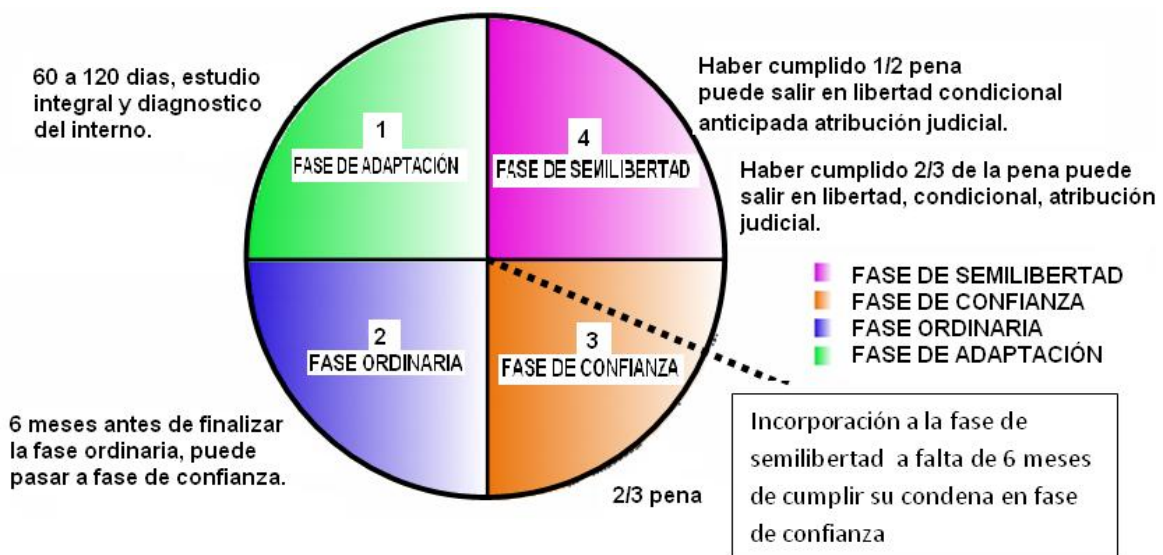 60 a 120 dias, estudio
integral y diagnostico
del interno.
1
FASE DE ADAPTACIÓN
4
FASE DE SEMILIBERTAD
Haber cumplido 1/2 pena
puede salir en libertad condicional
anticipada atribución judicial.
Haber cumplido 2/3 de la pena puede
salir en libertad, condicional, atribución
judicial.
FASE DE SEMILIBERTAD
FASE DE CONFIANZA
FASE ORDINARIA
FASE DE ADAPTACIÓN
2
FASE ORDINARIA
3
FASE DE CONFIANZA
6 meses antes de finalizar
la fase ordinaria, puede
pasar a fase de confianza.
2/3 pena
Incorporación a la fase de
semilibertad a falta de 6 meses
de cumplir su condena en fase
de confianza